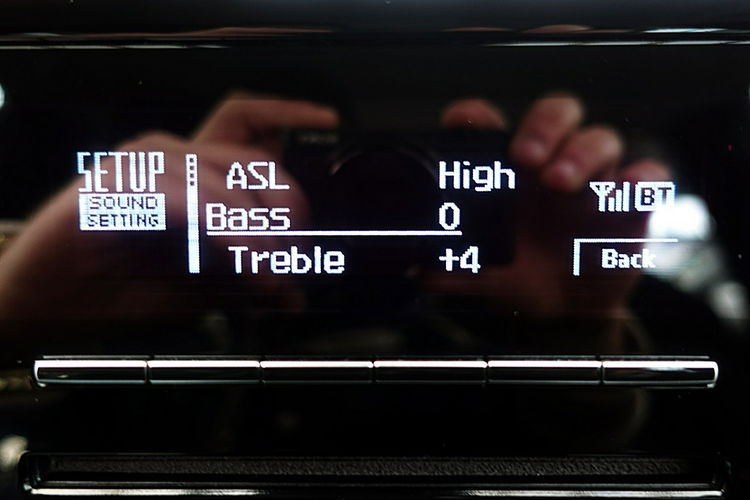 SETUP
SOUND
SETTING
ASL High
Bass 0
Treble +4
BT
Back